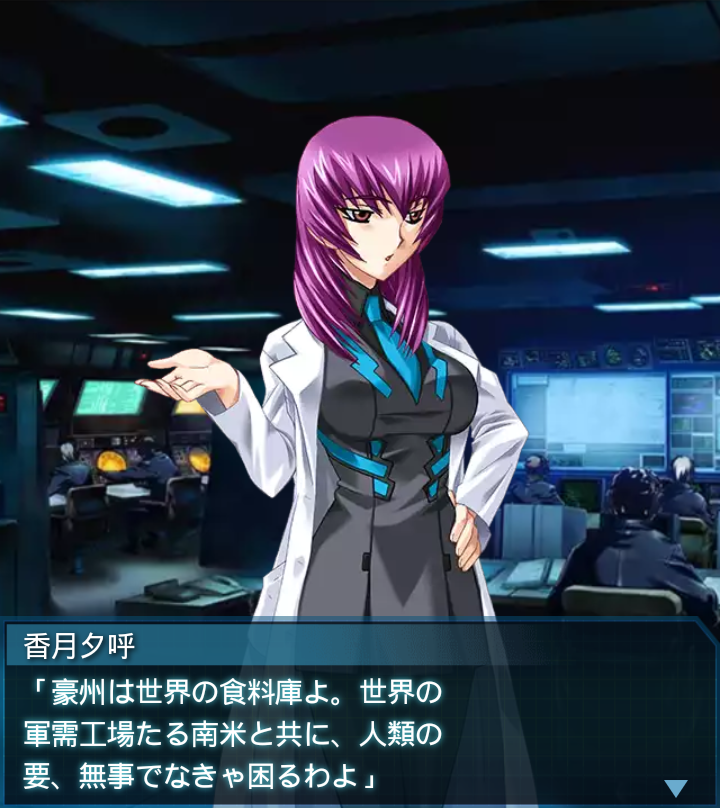 香月夕呼
「豪州は世界の食料庫よ。世界の
軍需工場たる南米と共に、人類の
要、無事でなきゃ困るわよ」